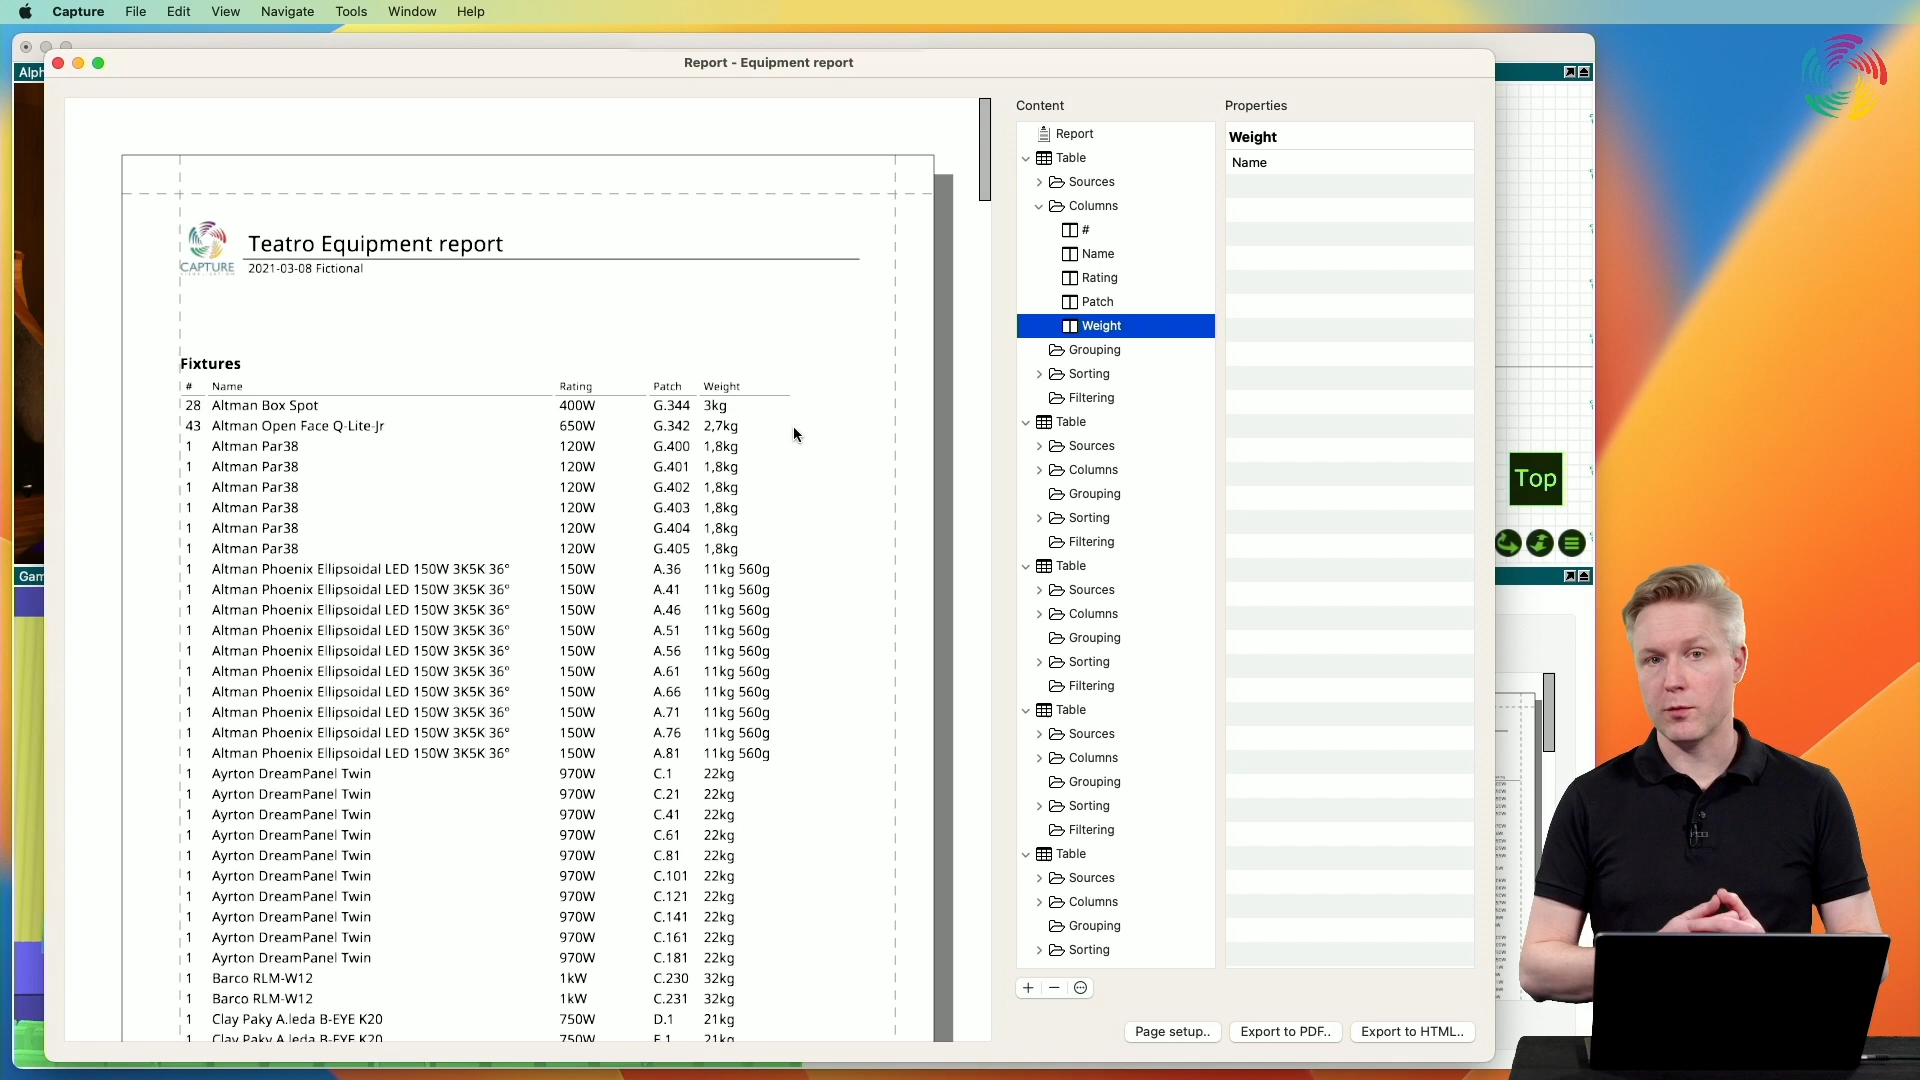 Capture File Edit View Navigate Tools Window Help
Report - Equipment report
Alph
Gam
Teatro Equipment report
CAPTURE
2021-03-08 Fictional
Fixtures
# Name Rating Patch Weight
28 Altman Box Spot 400W G.344 3kg
43 Altman Open Face Q-Lite-Jr 650W G.342 2,7kg
1 Altman Par38 120W G.400 1,8kg
1 Altman Par38 120W G.401 1,8kg
1 Altman Par38 120W G.402 1,8kg
1 Altman Par38 120W G.403 1,8kg
1 Altman Par38 120W G.404 1,8kg
1 Altman Par38 120W G.405 1,8kg
1 Altman Phoenix Ellipsoidal LED 150W 3K5K 36° 150W A.36 11kg 560g
1 Altman Phoenix Ellipsoidal LED 150W 3K5K 36° 150W A.41 11kg 560g
1 Altman Phoenix Ellipsoidal LED 150W 3K5K 36° 150W A.46 11kg 560g
1 Altman Phoenix Ellipsoidal LED 150W 3K5K 36° 150W A.51 11kg 560g
1 Altman Phoenix Ellipsoidal LED 150W 3K5K 36° 150W A.56 11kg 560g
1 Altman Phoenix Ellipsoidal LED 150W 3K5K 36° 150W A.61 11kg 560g
1 Altman Phoenix Ellipsoidal LED 150W 3K5K 36° 150W A.66 11kg 560g
1 Altman Phoenix Ellipsoidal LED 150W 3K5K 36° 150W A.71 11kg 560g
1 Altman Phoenix Ellipsoidal LED 150W 3K5K 36° 150W A.76 11kg 560g
1 Altman Phoenix Ellipsoidal LED 150W 3K5K 36° 150W A.81 11kg 560g
1 Ayrton DreamPanel Twin 970W C.1 22kg
1 Ayrton DreamPanel Twin 970W C.21 22kg
1 Ayrton DreamPanel Twin 970W C.41 22kg
1 Ayrton DreamPanel Twin 970W C.61 22kg
1 Ayrton DreamPanel Twin 970W C.81 22kg
1 Ayrton DreamPanel Twin 970W C.101 22kg
1 Ayrton DreamPanel Twin 970W C.121 22kg
1 Ayrton DreamPanel Twin 970W C.141 22kg
1 Ayrton DreamPanel Twin 970W C.161 22kg
1 Ayrton DreamPanel Twin 970W C.181 22kg
1 Barco RLM-W12 1kW C.230 32kg
1 Barco RLM-W12 1kW C.231 32kg
1 Clay Paky A.leda B-EYE K20 750W D.1 21kg
1 Clay Paky A.leda B-EYE K20 750W E.1 21kg
Content
Report
Table
Sources
Columns
#
Name
Rating
Patch
Weight
Grouping
Sorting
Filtering
Table
Sources
Columns
Grouping
Sorting
Filtering
Table
Sources
Columns
Grouping
Sorting
Filtering
Table
Sources
Columns
Grouping
Sorting
Filtering
Table
Sources
Columns
Grouping
Sorting
Properties
Weight
Name
Page setup.. Export to PDF.. Export to HTML..
Top